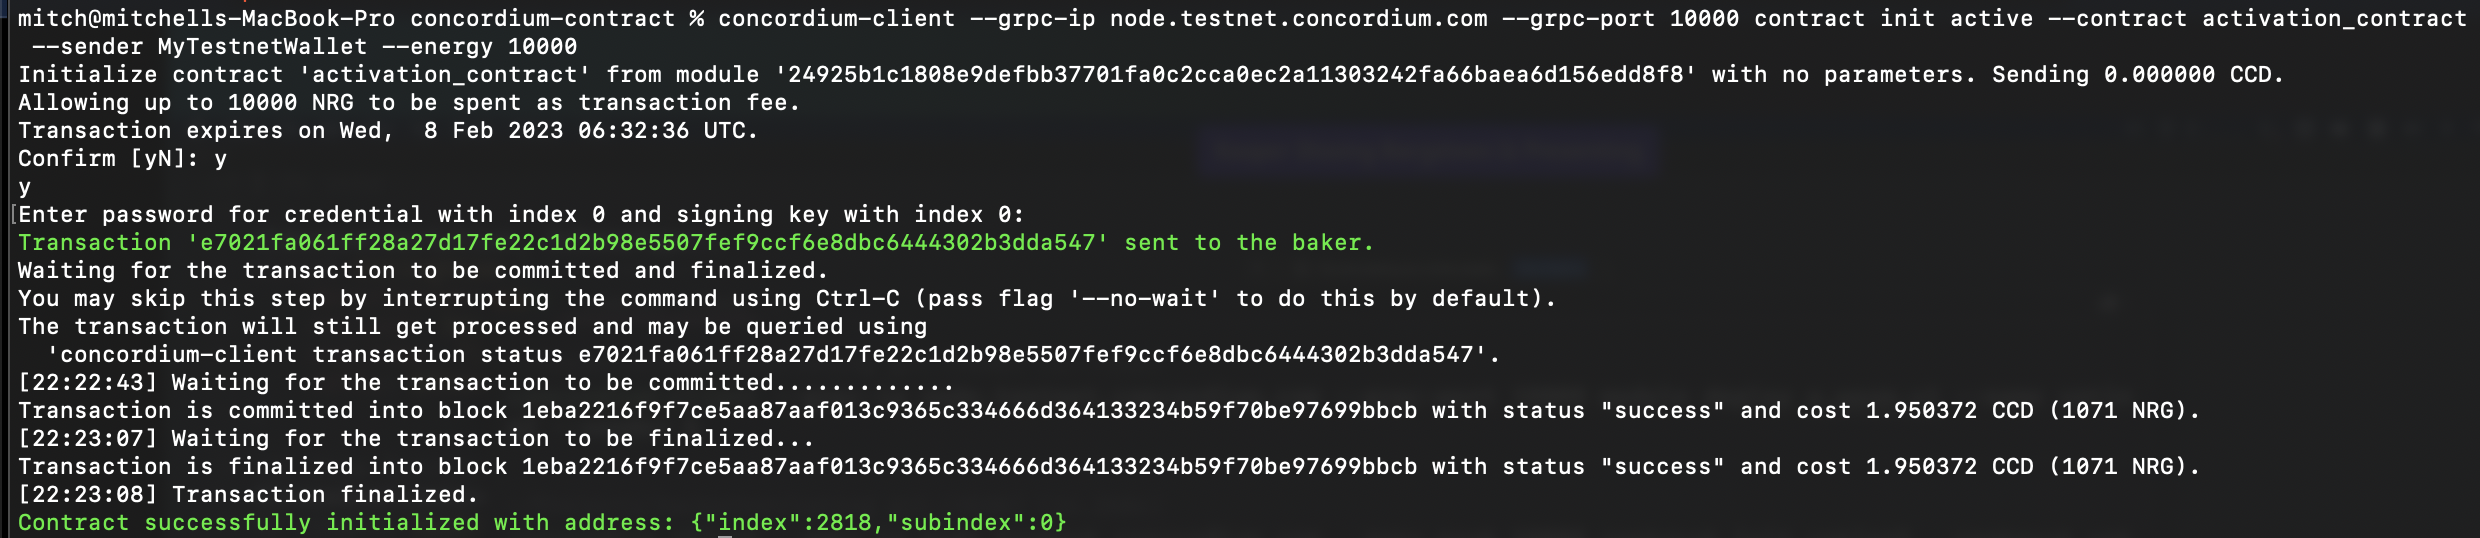 mitch@mitchells-MacBook-Pro concordium-contract % concordium-client --grpc-ip node.testnet.concordium.com --grpc-port 10000 contract init active --contract activation_contract
--sender MyTestnetWallet --energy 10000
Initialize contract 'activation_contract' from module '24925b1c1808e9defbb37701fa0c2cca0ec2a11303242fa66baea6d156edd8f8' with no parameters. Sending 0.000000 CCD.
Allowing up to 10000 NRG to be spent as transaction fee.
Transaction expires on Wed,  8 Feb 2023 06:32:36 UTC.
Confirm [yN]: y
y
Enter password for credential with index 0 and signing key with index 0:
Transaction 'e7021fa061ff28a27d17fe22c1d2b98e5507fef9ccf6e8dbc6444302b3dda547' sent to the baker.
Waiting for the transaction to be committed and finalized.
You may skip this step by interrupting the command using Ctrl-C (pass flag '--no-wait' to do this by default).
The transaction will still get processed and may be queried using
'concordium-client transaction status e7021fa061ff28a27d17fe22c1d2b98e5507fef9ccf6e8dbc6444302b3dda547'.
[22:22:43] Waiting for the transaction to be committed.............
Transaction is committed into block 1eba2216f9f7ce5aa87aaf013c9365c334666d364133234b59f70be97699bbcb with status "success" and cost 1.950372 CCD (1071 NRG).
[22:23:07] Waiting for the transaction to be finalized...
Transaction is finalized into block 1eba2216f9f7ce5aa87aaf013c9365c334666d364133234b59f70be97699bbcb with status "success" and cost 1.950372 CCD (1071 NRG).
[22:23:08] Transaction finalized.
Contract successfully initialized with address: {"index":2818,"subindex":0}